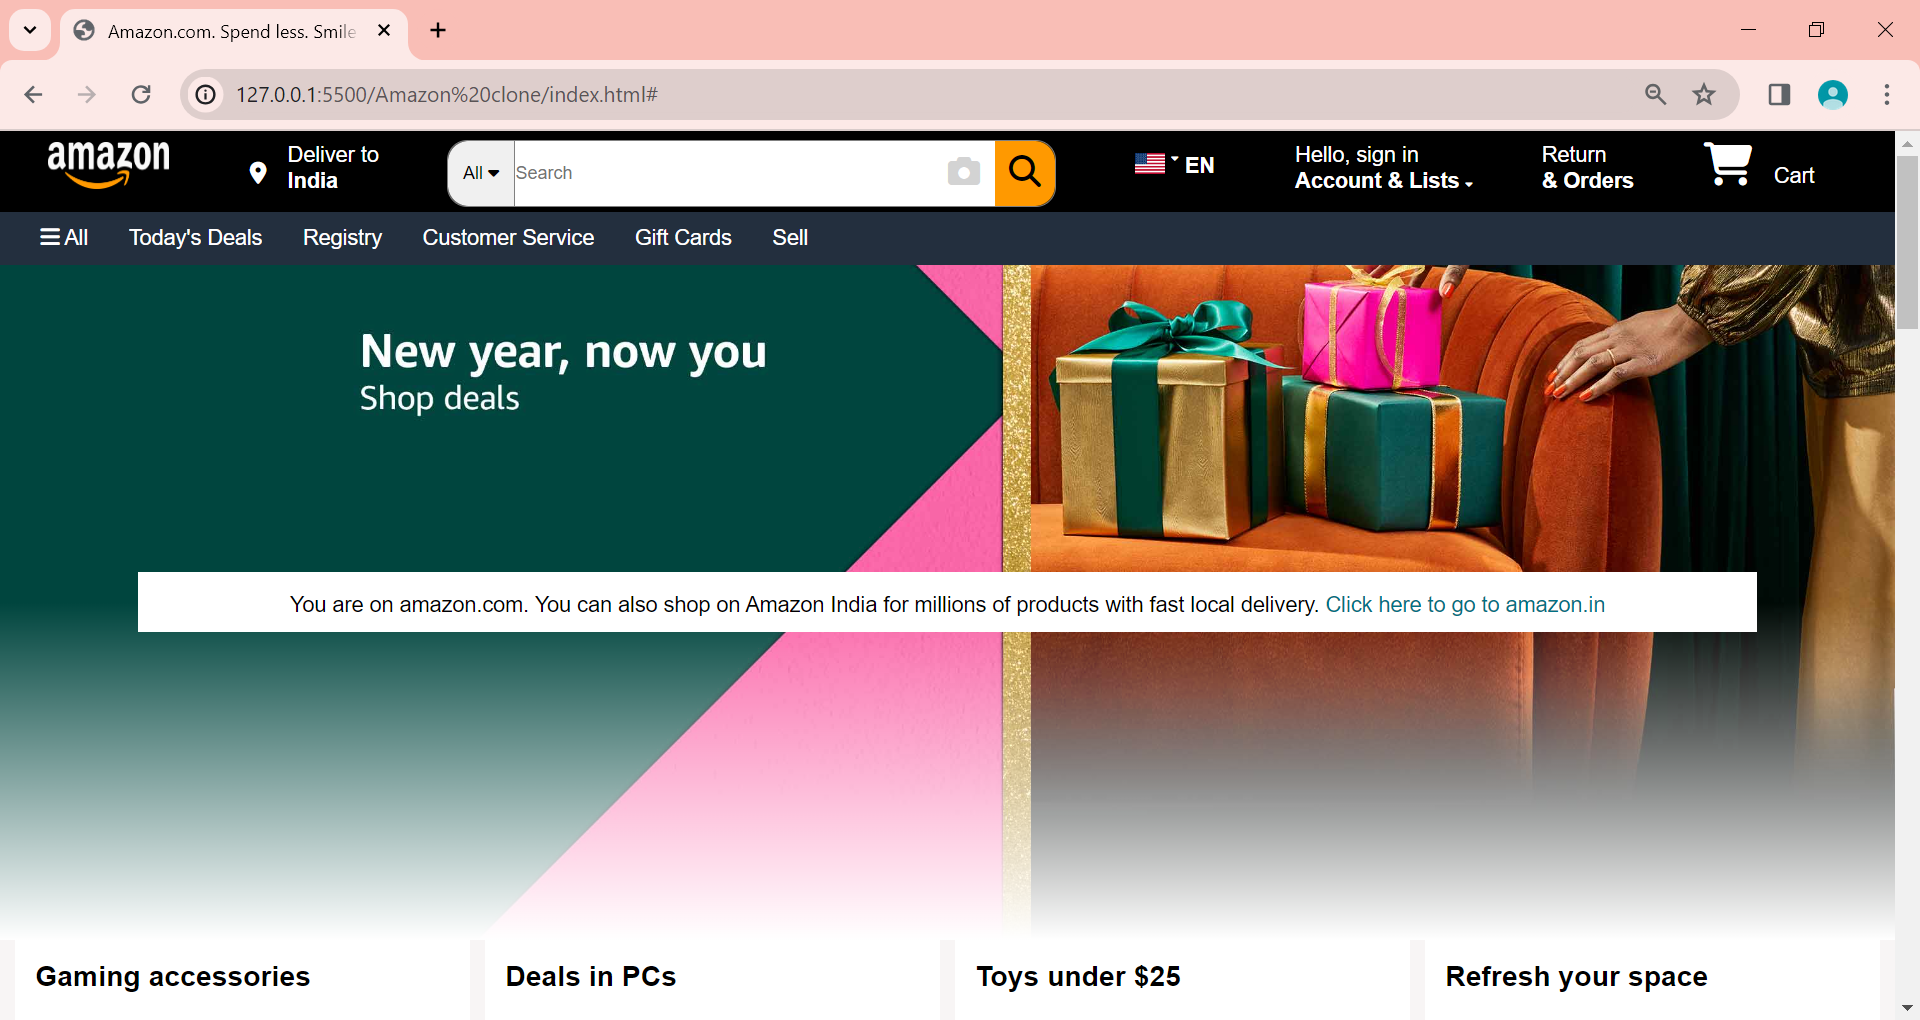 Amazon.com. Spend less. Smile
127.0.0.1:5500/Amazon%20clone/index.html#
amazon
Deliver to
India
All
Search
EN
Hello, sign in
Account & Lists
Return
& Orders
Cart
All Today's Deals Registry Customer Service Gift Cards Sell
New year, now you
Shop deals
You are on amazon.com. You can also shop on Amazon India for millions of products with fast local delivery. Click here to go to amazon.in
Gaming accessories
Deals in PCs
Toys under $25
Refresh your space